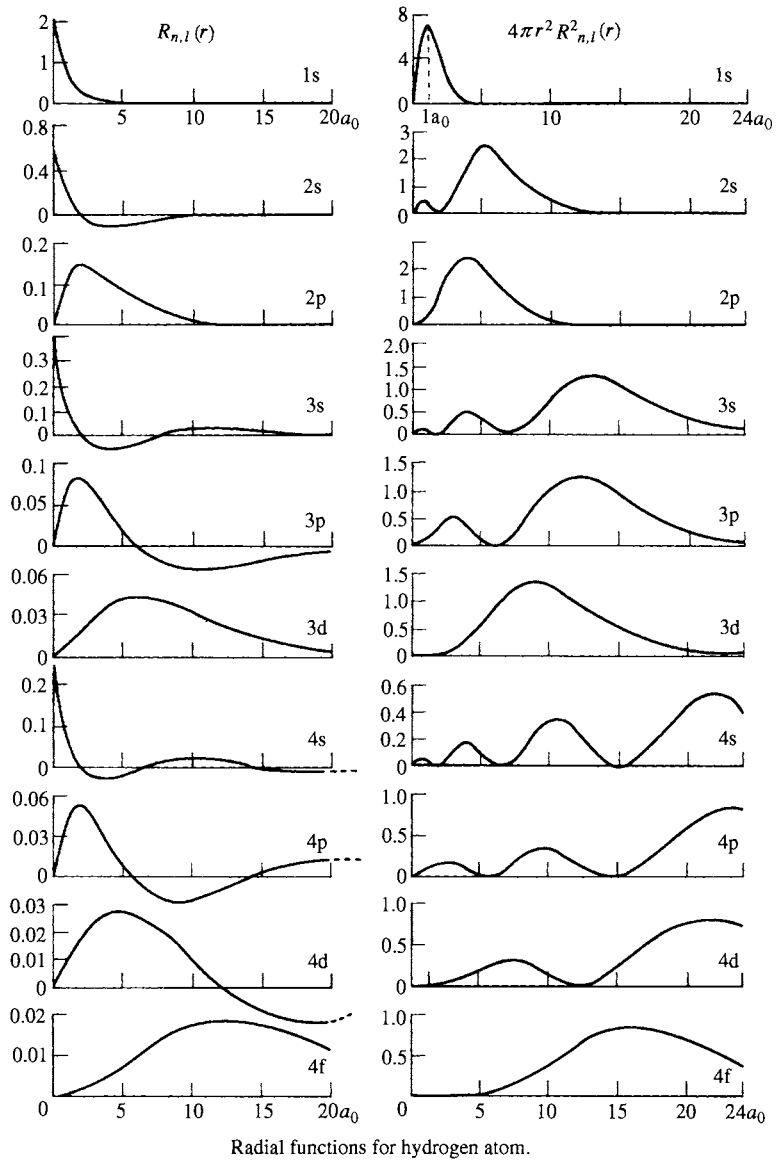 R_{n,l}(r)
2
1
0
1s
5
10
15
20a₀
0.8
0.4
0
2s
0.2
0.1
0
2p
0.3
0.2
0.1
0
3s
0.1
0.05
0
3p
0.06
0.03
0
3d
0.2
0.1
0
4s
0.06
0.03
0
4p
0.03
0.02
0.01
0
4d
0.02
0.01
4f
0
5
10
15
20a₀
4πr²R²_{n,l}(r)
8
6
4
2
0
1s
1a₀
5
10
20
24a₀
3
2
1
0
2s
2
1
0
2p
2.0
1.5
1.0
0.5
0
3s
1.5
1.0
0.5
0
3p
1.5
1.0
0.5
0
3d
0.6
0.4
0.2
0
4s
1.0
0.5
0
4p
1.0
0.5
0
4d
1.0
0.5
4f
0
5
10
15
20
24a₀
Radial functions for hydrogen atom.